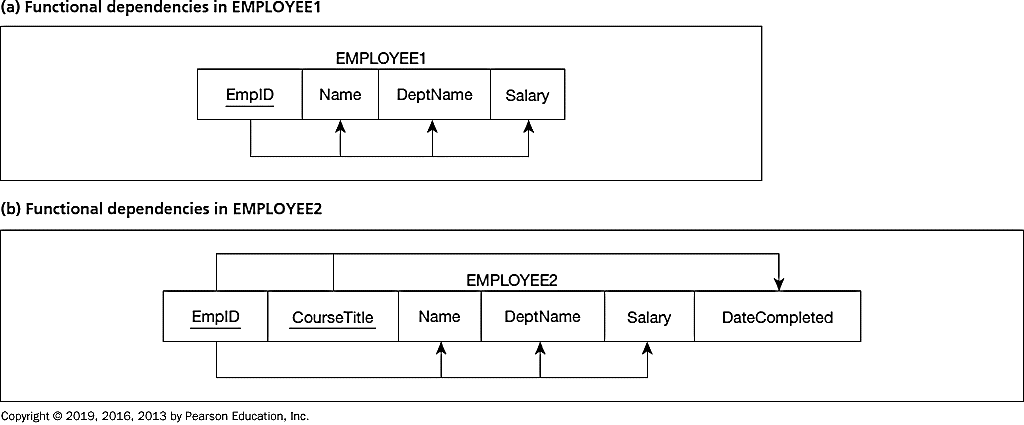 (a) Functional dependencies in EMPLOYEE1
EMPLOYEE1
EmpID Name DeptName Salary
(b) Functional dependencies in EMPLOYEE2
EMPLOYEE2
EmpID CourseTitle Name DeptName Salary DateCompleted
Copyright © 2019, 2016, 2013 by Pearson Education, Inc.